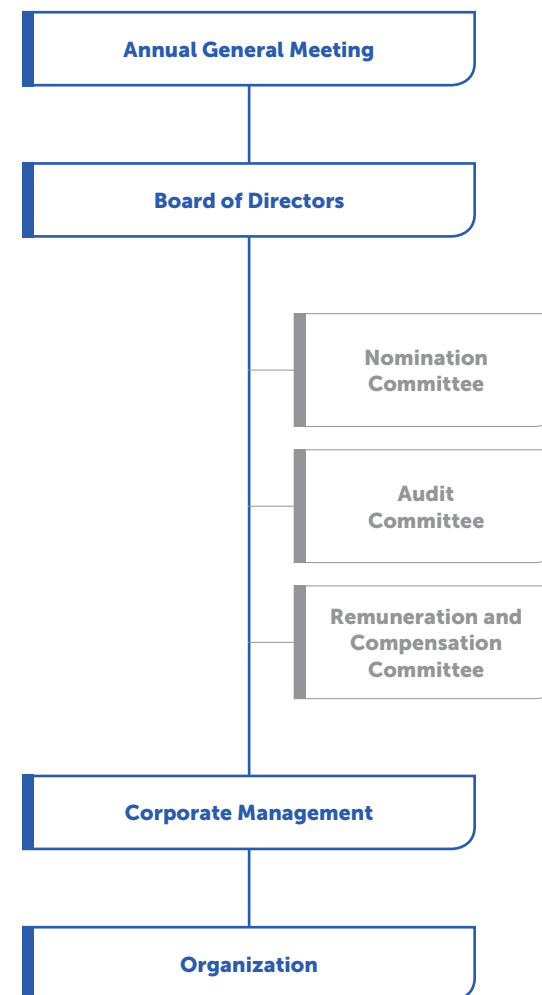 Annual General Meeting
Board of Directors
Nomination
Committee
Audit
Committee
Remuneration and
Compensation
Committee
Corporate Management
Organization